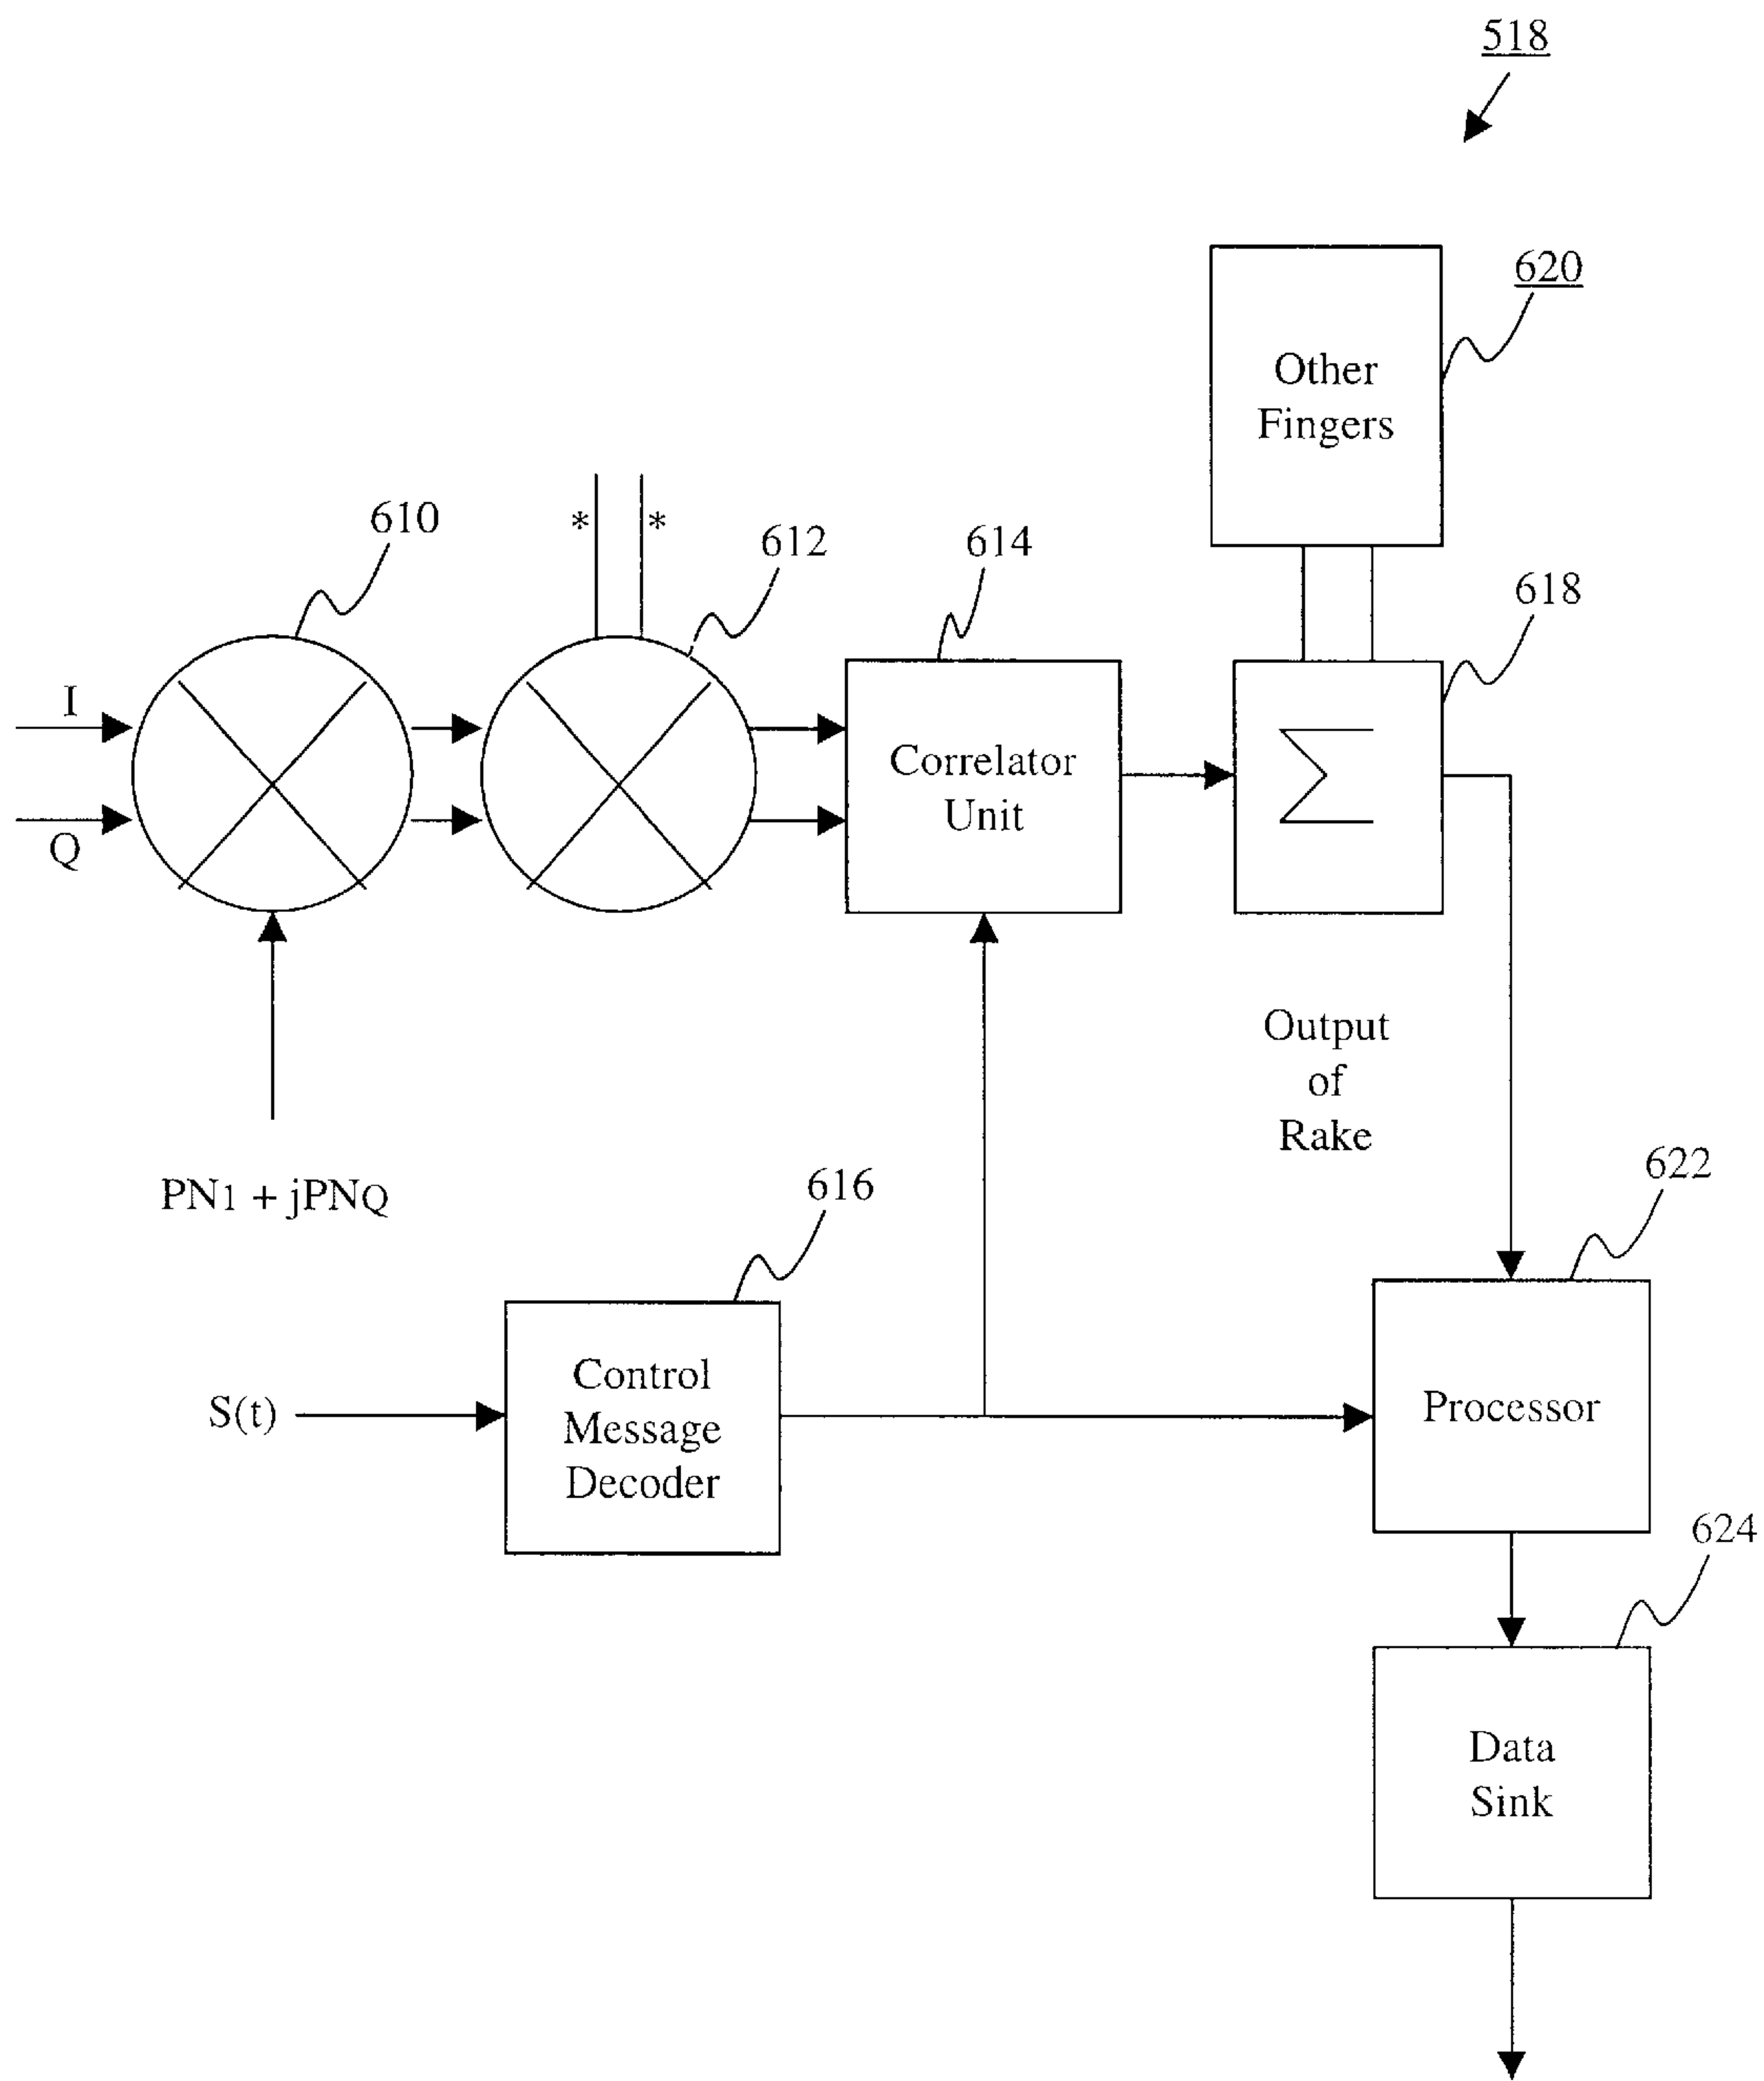 518
620
Other
Fingers
610
*
*
612
614
618
I
Q
Correlator
Unit
Σ
Output
of
Rake
PN1 + jPNQ
616
622
S(t)
Control
Message
Decoder
Processor
624
Data
Sink